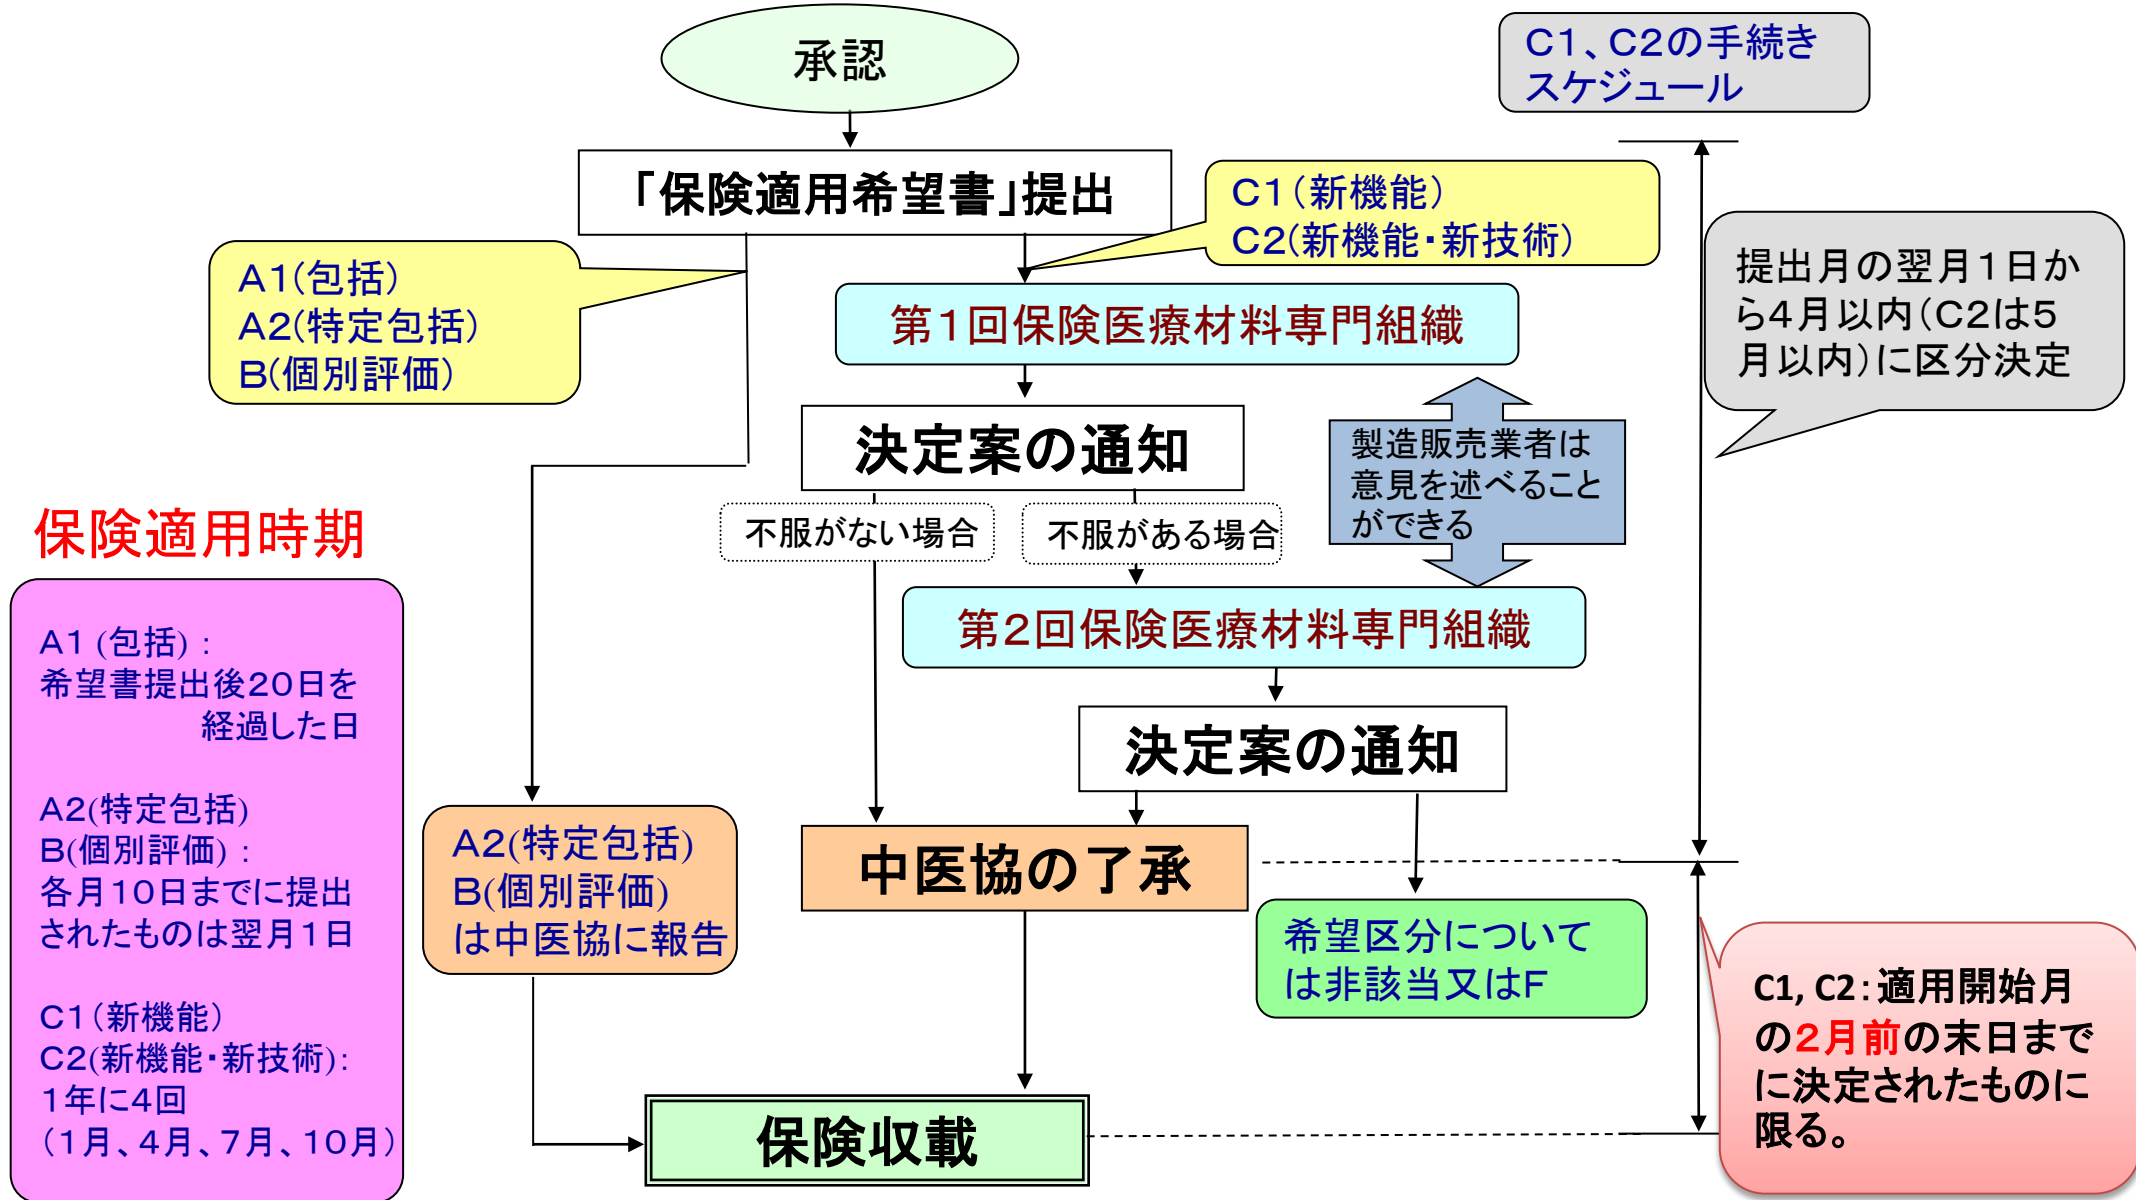 承認
C1、C2の手続き
スケジュール
「保険適用希望書」提出
C1(新機能)
C2(新機能・新技術)
A1(包括)
A2(特定包括)
B(個別評価)
提出月の翌月1日か
ら4月以内(C2は5
月以内)に区分決定
第1回保険医療材料専門組織
決定案の通知
製造販売業者は
意見を述べること
ができる
不服がない場合
不服がある場合
保険適用時期
第2回保険医療材料専門組織
A1 (包括) :
希望書提出後20日を
経過した日
A2(特定包括)
B(個別評価) :
各月10日までに提出
されたものは翌月1日
C1(新機能)
C2(新機能・新技術):
1年に4回
(1月、4月、7月、10月)
決定案の通知
A2(特定包括)
B(個別評価)
は中医協に報告
中医協の了承
希望区分について
は非該当又はF
C1, C2:適用開始月
の2月前の末日まで
に決定されたものに
限る。
保険収載